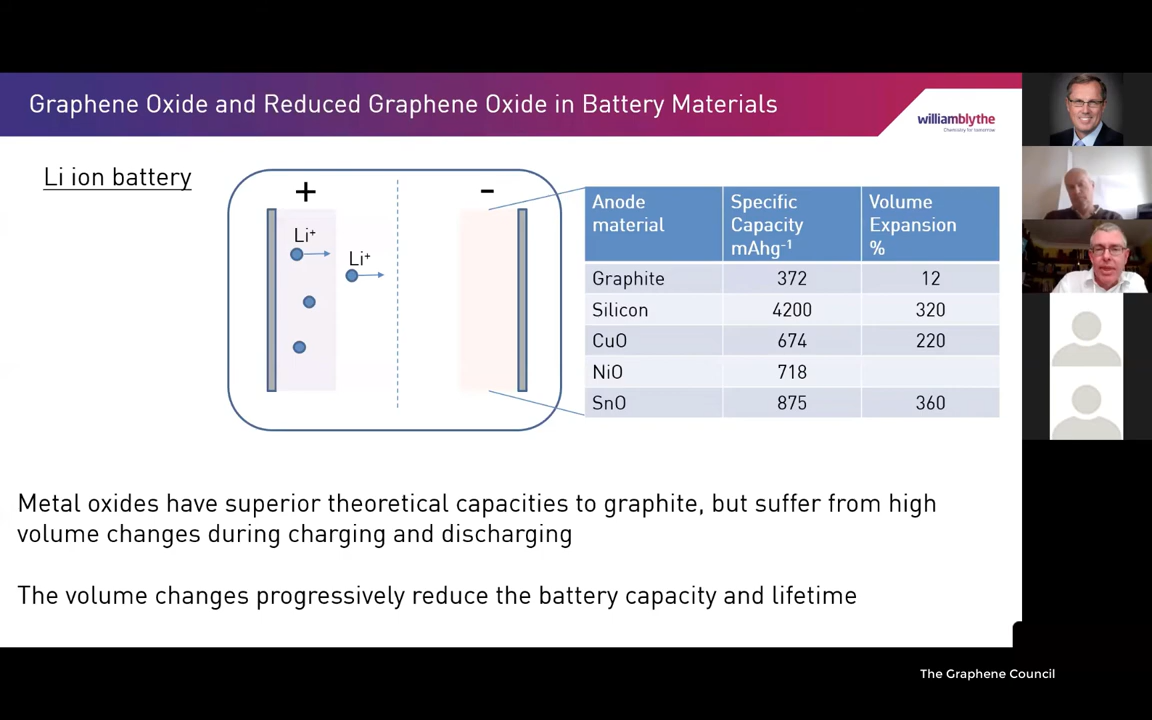 Graphene Oxide and Reduced Graphene Oxide in Battery Materials
williamblythe
Chemistry for tomorrow
Li ion battery
+
-
Li⁺
Li⁺
Anode material
Specific Capacity mAhg⁻¹
Volume Expansion %
Graphite 372 12
Silicon 4200 320
CuO 674 220
NiO 718
SnO 875 360
Metal oxides have superior theoretical capacities to graphite, but suffer from high
volume changes during charging and discharging
The volume changes progressively reduce the battery capacity and lifetime
The Graphene Council